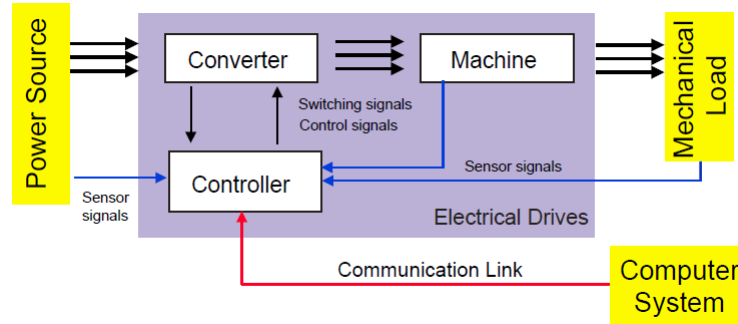 Power Source
Converter
Machine
Mechanical
Load
Switching signals
Control signals
Controller
Sensor
signals
Sensor signals
Electrical Drives
Communication Link
Computer
System